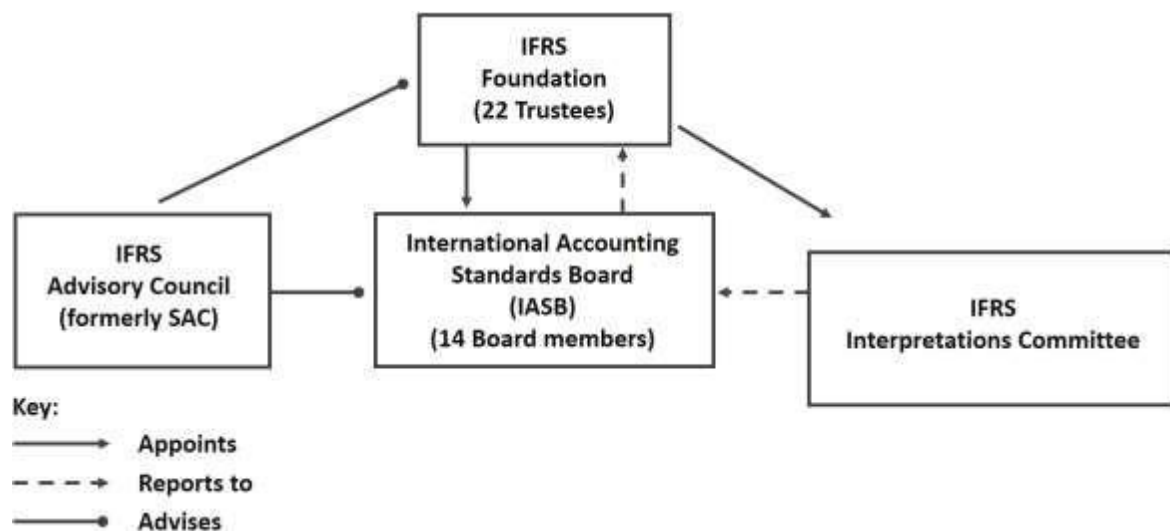 IFRS
Foundation
(22 Trustees)
IFRS
Advisory Council
(formerly SAC)
International Accounting
Standards Board
(IASB)
(14 Board members)
IFRS
Interpretations Committee
Key:
Appoints
Reports to
Advises